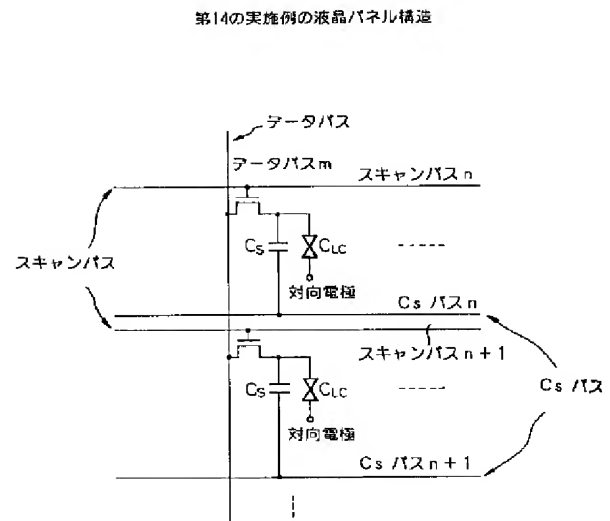 第14の実施例の液晶パネル構造
データバス
データバスm
スキャンバスn
CS
CLC
スキャンバス
対向電極
Cs バスn
スキャンバスn+1
CS
CLC
Cs バス
対向電極
Cs バスn+1